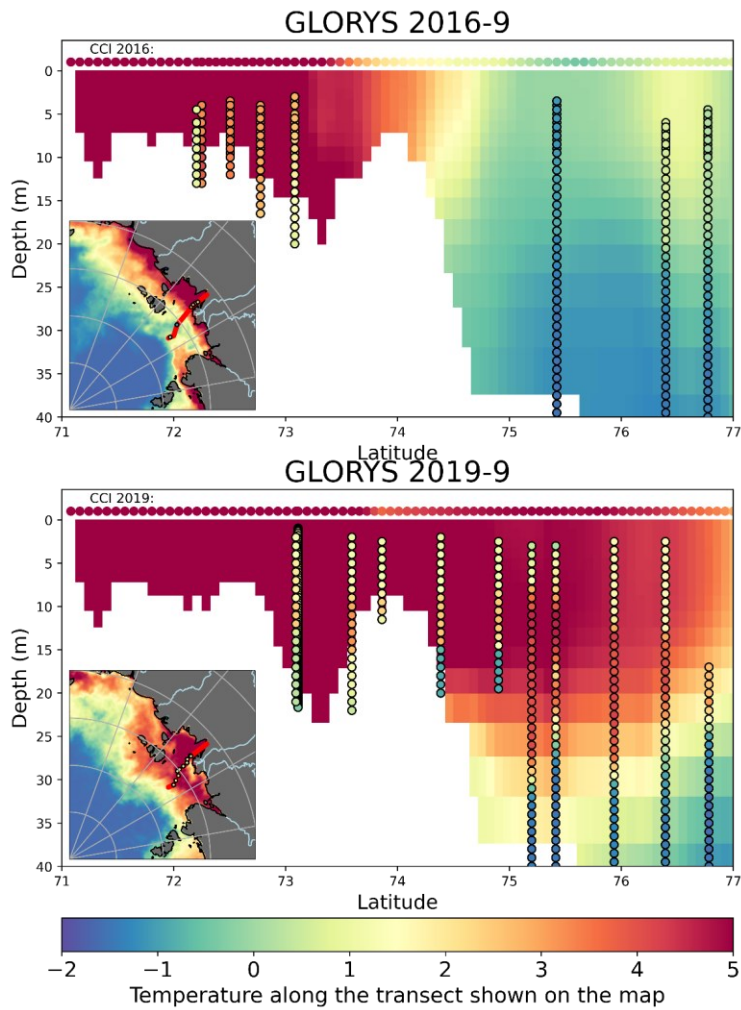 GLORYS 2016-9
CCI 2016:
0
5
10
15
20
25
30
35
40
Depth (m)
71 72 73 74 75 76 77
Latitude
GLORYS 2019-9
CCI 2019:
0
5
10
15
20
25
30
35
40
Depth (m)
71 72 73 74 75 76 77
Latitude
−2 −1 0 1 2 3 4 5
Temperature along the transect shown on the map